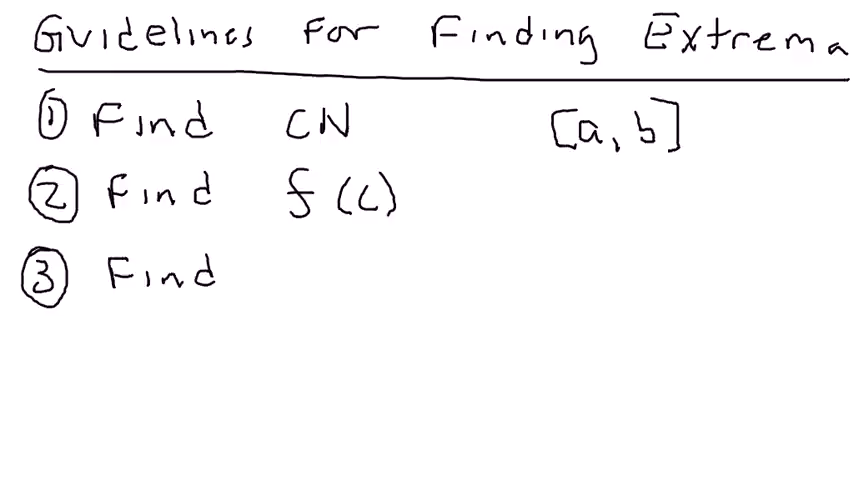 Guidelines For Finding Extrema
① Find CN [a, b]
② Find f(c)
③ Find